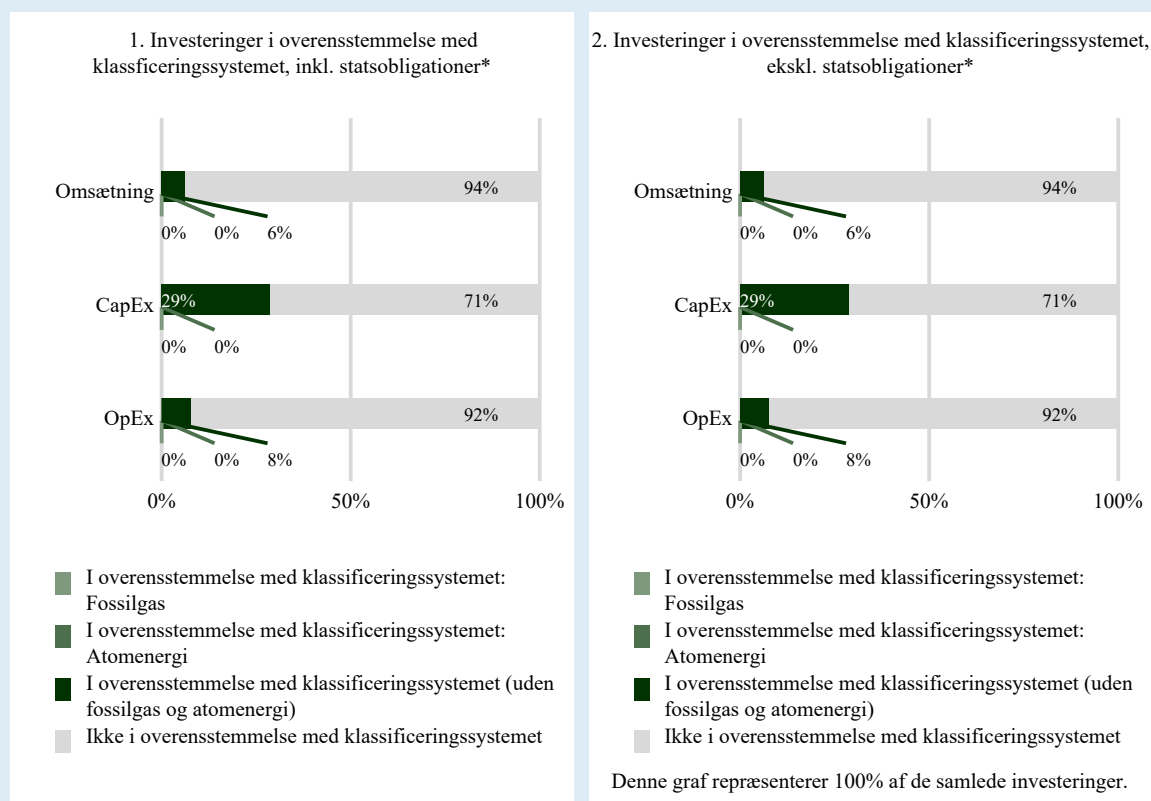 1. Investeringer i overensstemmelse med
klassficeringssystemet, inkl. statsobligationer*
Omsætning
94%
0% 0% 6%
CapEx
29%
71%
0% 0%
OpEx
92%
0% 0% 8%
0% 50% 100%
I overensstemmelse med klassificeringssystemet:
Fossilgas
I overensstemmelse med klassificeringssystemet:
Atomenergi
I overensstemmelse med klassificeringssystemet (uden
fossilgas og atomenergi)
Ikke i overensstemmelse med klassificeringssystemet
2. Investeringer i overensstemmelse med klassificeringssystemet,
ekskl. statsobligationer*
Omsætning
94%
0% 0% 6%
CapEx
29%
71%
0% 0%
OpEx
92%
0% 0% 8%
0% 50% 100%
I overensstemmelse med klassificeringssystemet:
Fossilgas
I overensstemmelse med klassificeringssystemet:
Atomenergi
I overensstemmelse med klassificeringssystemet (uden
fossilgas og atomenergi)
Ikke i overensstemmelse med klassificeringssystemet
Denne graf repræsenterer 100% af de samlede investeringer.